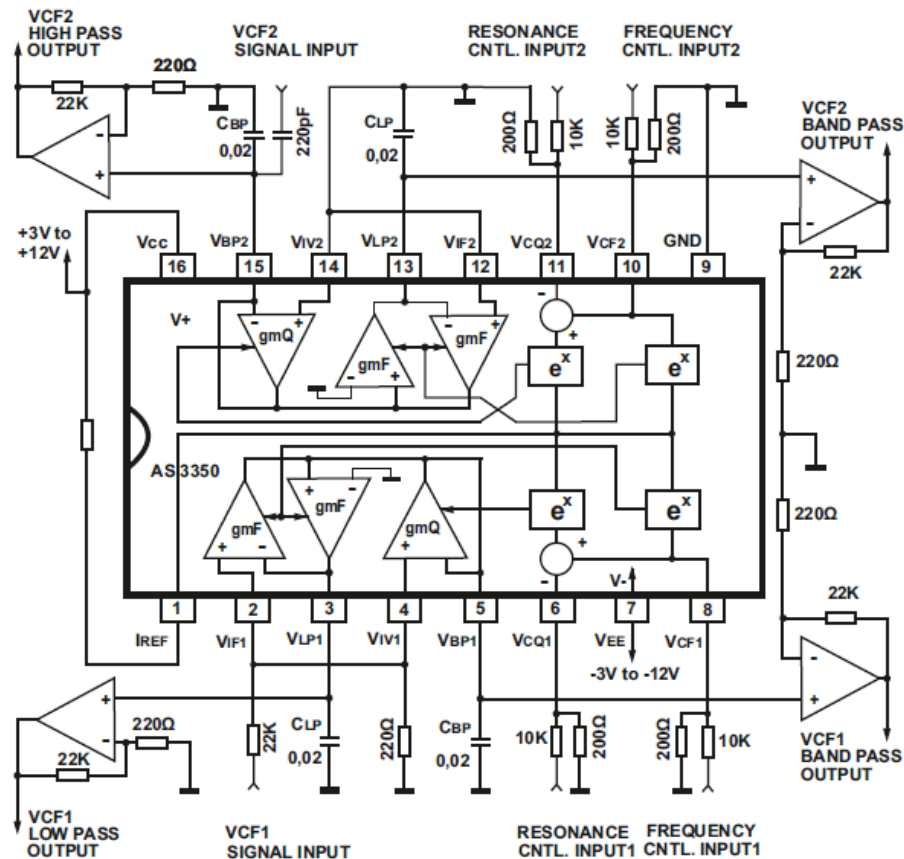 VCF2
HIGH PASS
OUTPUT
VCF2
SIGNAL INPUT
RESONANCE
CNTL. INPUT2
FREQUENCY
CNTL. INPUT2
22K
220Ω
CBP
0,02
220pF
CLP
0,02
200Ω
10K
10K
200Ω
VCF2
BAND PASS
OUTPUT
-
+
+
-
22K
+3V to
+12V
VCC
VBP2
VIV2
VLP2
VIF2
VCQ2
VCF2
GND
16
15
14
13
12
11
10
9
V+
-
+
gmQ
gmF
-
+
-
+
gmF
-
+
e^x
e^x
220Ω
AS 3350
gmF
+
-
+
-
gmF
gmQ
+
-
e^x
e^x
+
-
V-
220Ω
1
2
3
4
5
6
7
8
IREF
VIF1
VLP1
VIV1
VBP1
VCQ1
VEE
VCF1
-3V to -12V
22K
-
+
+
-
220Ω
22K
22K
CLP
0,02
220Ω
CBP
0,02
10K
200Ω
200Ω
10K
VCF1
BAND PASS
OUTPUT
VCF1
LOW PASS
OUTPUT
VCF1
SIGNAL INPUT
RESONANCE
CNTL. INPUT1
FREQUENCY
CNTL. INPUT1